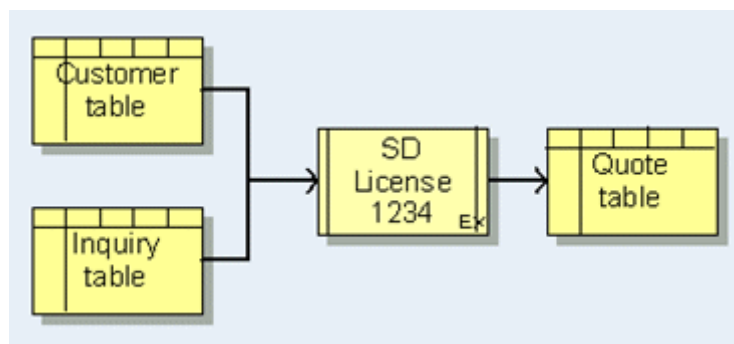 Customer
table
Inquiry
table
SD
License
1234
EX
Quote
table